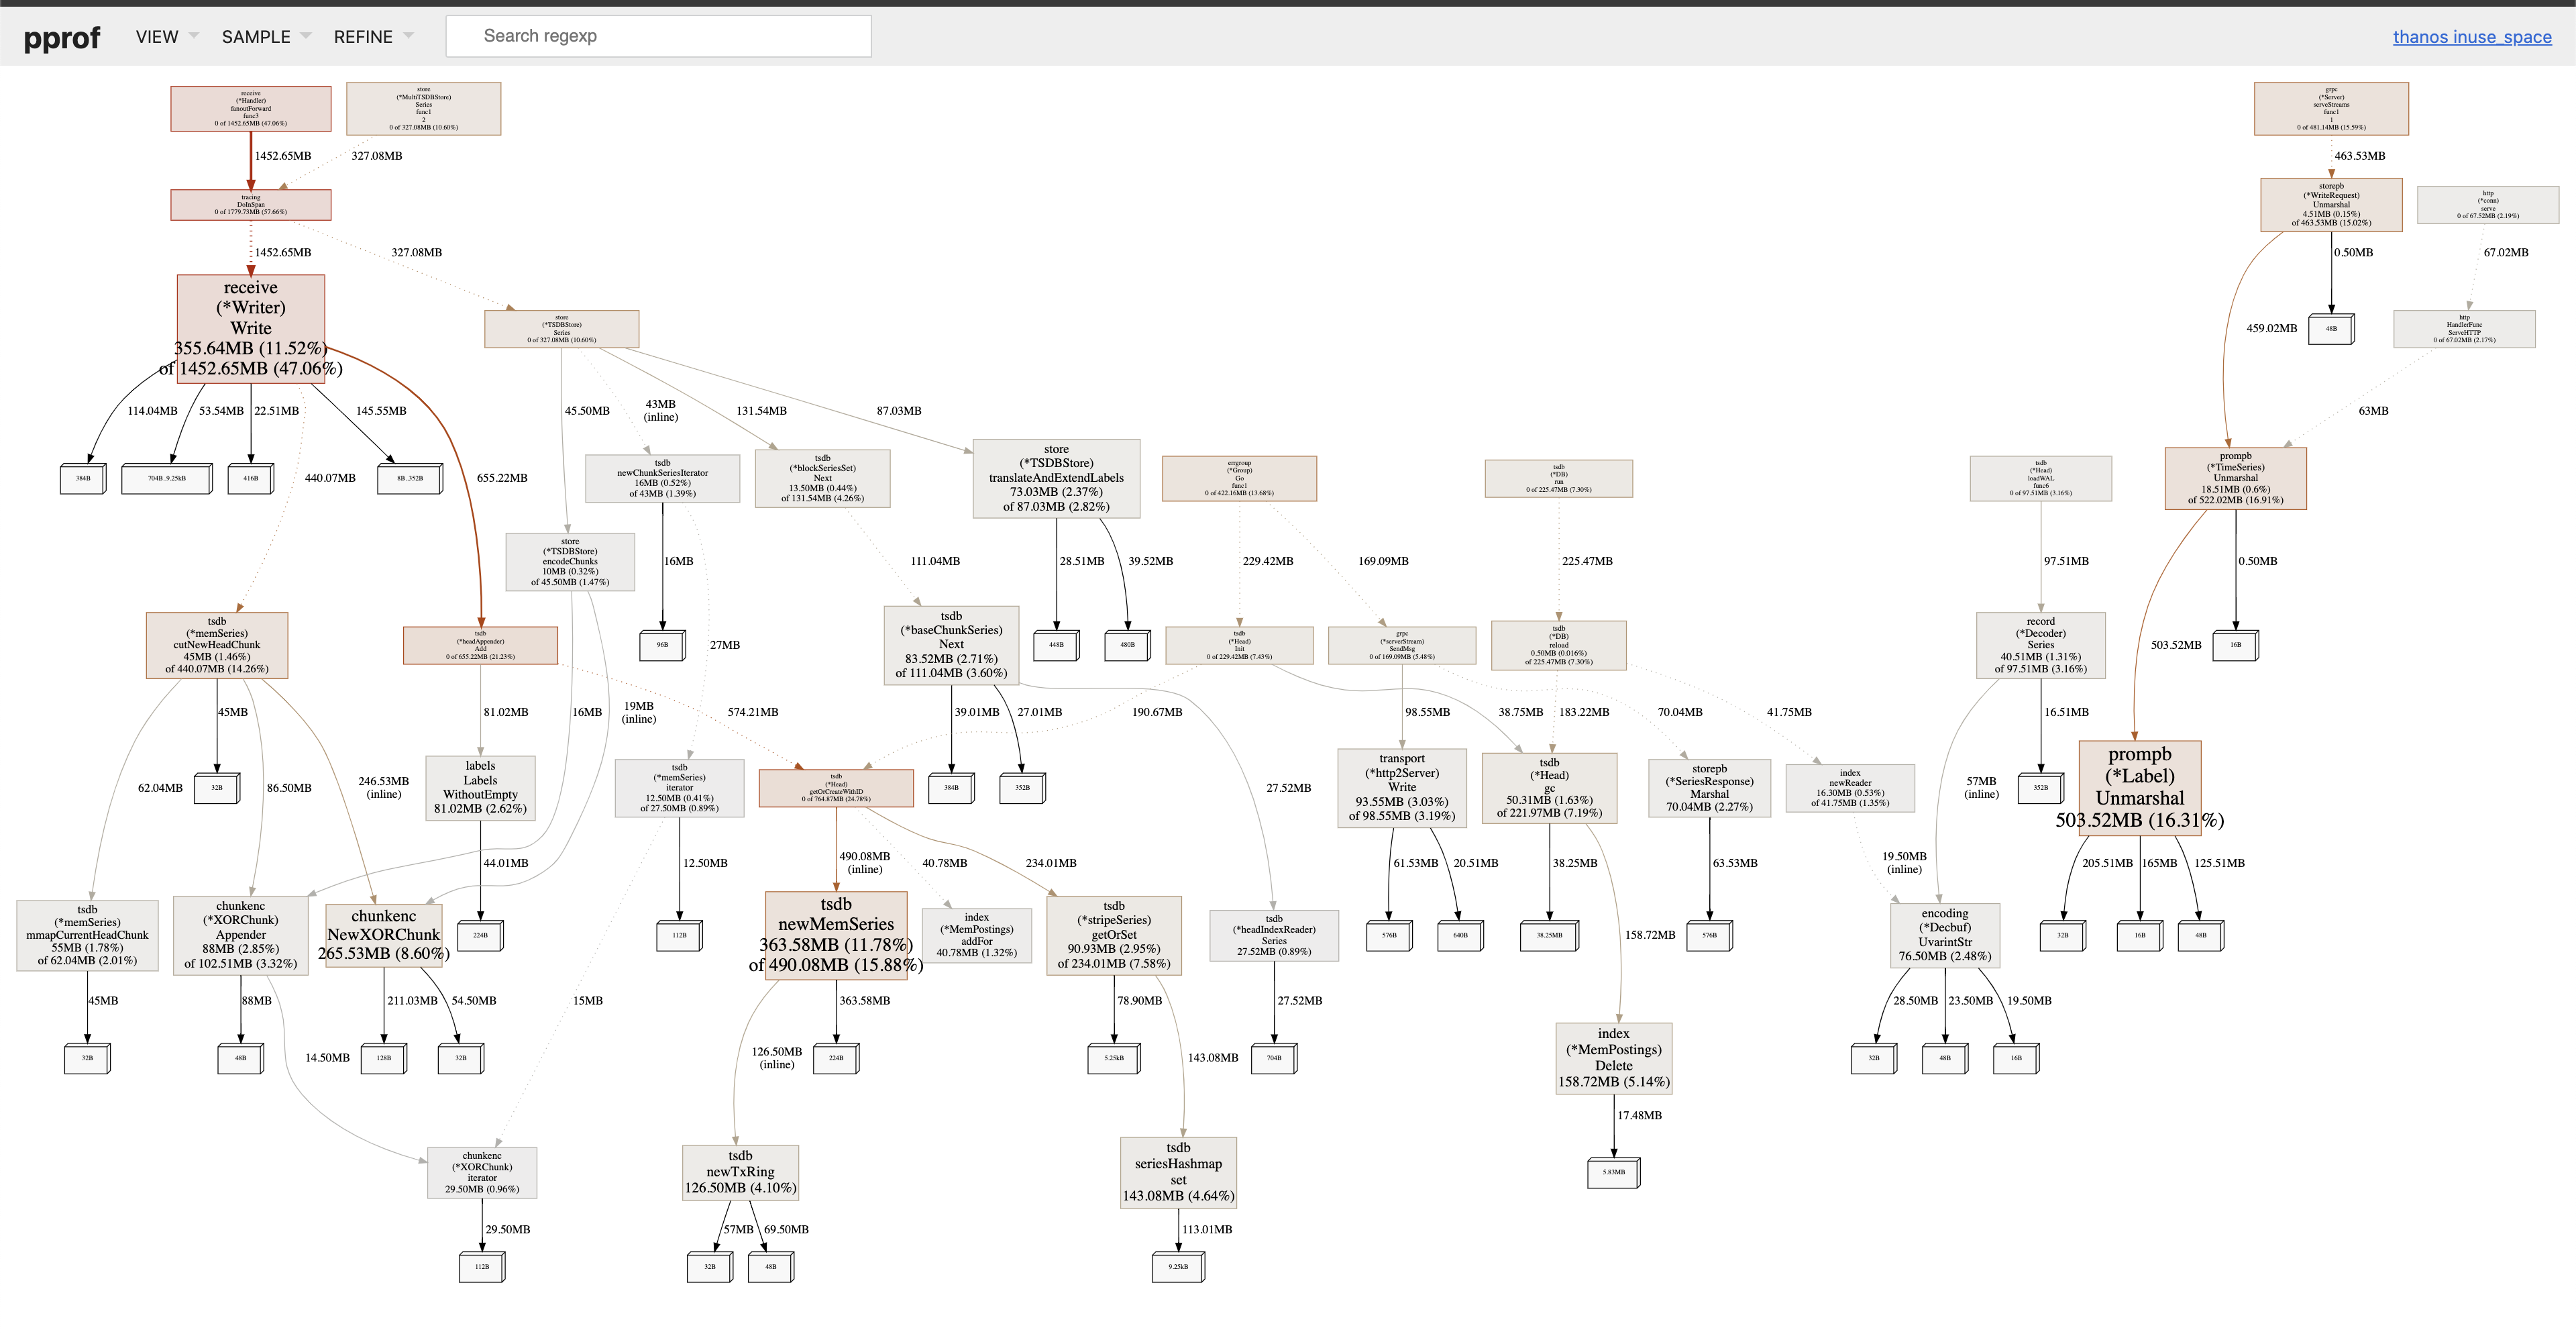 pprof
VIEW
SAMPLE
REFINE
Search regexp
thanos inuse_space
receive
(*Handler)
fanoutForward
func3
0 of 1452.65MB (47.06%)
store
(*MultiTSDBStore)
Series
func1
2
0 of 327.08MB (10.60%)
grpc
(*Server)
serveStreams
func1
1
0 of 481.14MB (15.59%)
1452.65MB
327.08MB
463.53MB
tracing
DoInSpan
0 of 1779.73MB (57.66%)
storepb
(*WriteRequest)
Unmarshal
4.51MB (0.15%)
of 463.53MB (15.02%)
http
(*conn)
serve
0 of 67.52MB (2.19%)
1452.65MB
327.08MB
0.50MB
67.02MB
receive
(*Writer)
Write
355.64MB (11.52%)
of 1452.65MB (47.06%)
store
(*TSDBStore)
Series
0 of 327.08MB (10.60%)
459.02MB
48B
http
HandlerFunc
ServeHTTP
0 of 67.02MB (2.17%)
114.04MB
53.54MB
22.51MB
145.55MB
45.50MB
43MB
(inline)
131.54MB
87.03MB
63MB
384B
704B..9.25kB
416B
440.07MB
8B..352B
655.22MB
tsdb
newChunkSeriesIterator
16MB (0.52%)
of 43MB (1.39%)
tsdb
(*blockSeriesSet)
Next
13.50MB (0.44%)
of 131.54MB (4.26%)
store
(*TSDBStore)
translateAndExtendLabels
73.03MB (2.37%)
of 87.03MB (2.82%)
errgroup
(*Group)
Go
func1
0 of 422.16MB (13.68%)
tsdb
(*DB)
run
0 of 225.47MB (7.30%)
tsdb
(*Head)
loadWAL
func6
0 of 97.51MB (3.16%)
prompb
(*TimeSeries)
Unmarshal
18.51MB (0.6%)
of 522.02MB (16.91%)
store
(*TSDBStore)
encodeChunks
10MB (0.32%)
of 45.50MB (1.47%)
16MB
111.04MB
28.51MB
39.52MB
229.42MB
169.09MB
225.47MB
97.51MB
0.50MB
tsdb
(*memSeries)
cutNewHeadChunk
45MB (1.46%)
of 440.07MB (14.26%)
tsdb
(*headAppender)
Add
0 of 655.22MB (21.23%)
96B
27MB
tsdb
(*baseChunkSeries)
Next
83.52MB (2.71%)
of 111.04MB (3.60%)
448B
480B
tsdb
(*Head)
Init
0 of 229.42MB (7.43%)
grpc
(*serverStream)
SendMsg
0 of 169.09MB (5.48%)
tsdb
(*DB)
reload
0.50MB (0.016%)
of 225.47MB (7.30%)
record
(*Decoder)
Series
40.51MB (1.31%)
of 97.51MB (3.16%)
503.52MB
16B
45MB
81.02MB
16MB
19MB
(inline)
574.21MB
39.01MB
27.01MB
190.67MB
98.55MB
38.75MB
183.22MB
70.04MB
41.75MB
16.51MB
62.04MB
32B
86.50MB
246.53MB
(inline)
labels
Labels
WithoutEmpty
81.02MB (2.62%)
tsdb
(*memSeries)
iterator
12.50MB (0.41%)
of 27.50MB (0.89%)
tsdb
(*Head)
getOrCreateWithID
0 of 764.87MB (24.78%)
384B
352B
27.52MB
transport
(*http2Server)
Write
93.55MB (3.03%)
of 98.55MB (3.19%)
tsdb
(*Head)
gc
50.31MB (1.63%)
of 221.97MB (7.19%)
storepb
(*SeriesResponse)
Marshal
70.04MB (2.27%)
index
newReader
16.30MB (0.53%)
of 41.75MB (1.35%)
57MB
(inline)
352B
prompb
(*Label)
Unmarshal
503.52MB (16.31%)
44.01MB
12.50MB
490.08MB
(inline)
40.78MB
234.01MB
61.53MB
20.51MB
38.25MB
63.53MB
19.50MB
(inline)
205.51MB
165MB
125.51MB
tsdb
(*memSeries)
mmapCurrentHeadChunk
55MB (1.78%)
of 62.04MB (2.01%)
chunkenc
(*XORChunk)
Appender
88MB (2.85%)
of 102.51MB (3.32%)
chunkenc
NewXORChunk
265.53MB (8.60%)
224B
112B
tsdb
newMemSeries
363.58MB (11.78%)
of 490.08MB (15.88%)
index
(*MemPostings)
addFor
40.78MB (1.32%)
tsdb
(*stripeSeries)
getOrSet
90.93MB (2.95%)
of 234.01MB (7.58%)
tsdb
(*headIndexReader)
Series
27.52MB (0.89%)
576B
640B
38.25MB
158.72MB
576B
encoding
(*Decbuf)
UvarintStr
76.50MB (2.48%)
32B
16B
48B
45MB
88MB
211.03MB
54.50MB
15MB
363.58MB
78.90MB
27.52MB
28.50MB
23.50MB
19.50MB
32B
48B
14.50MB
128B
32B
126.50MB
(inline)
224B
5.25kB
143.08MB
704B
index
(*MemPostings)
Delete
158.72MB (5.14%)
32B
48B
16B
17.48MB
chunkenc
(*XORChunk)
iterator
29.50MB (0.96%)
tsdb
newTxRing
126.50MB (4.10%)
tsdb
seriesHashmap
set
143.08MB (4.64%)
5.83MB
29.50MB
57MB
69.50MB
113.01MB
112B
32B
48B
9.25kB